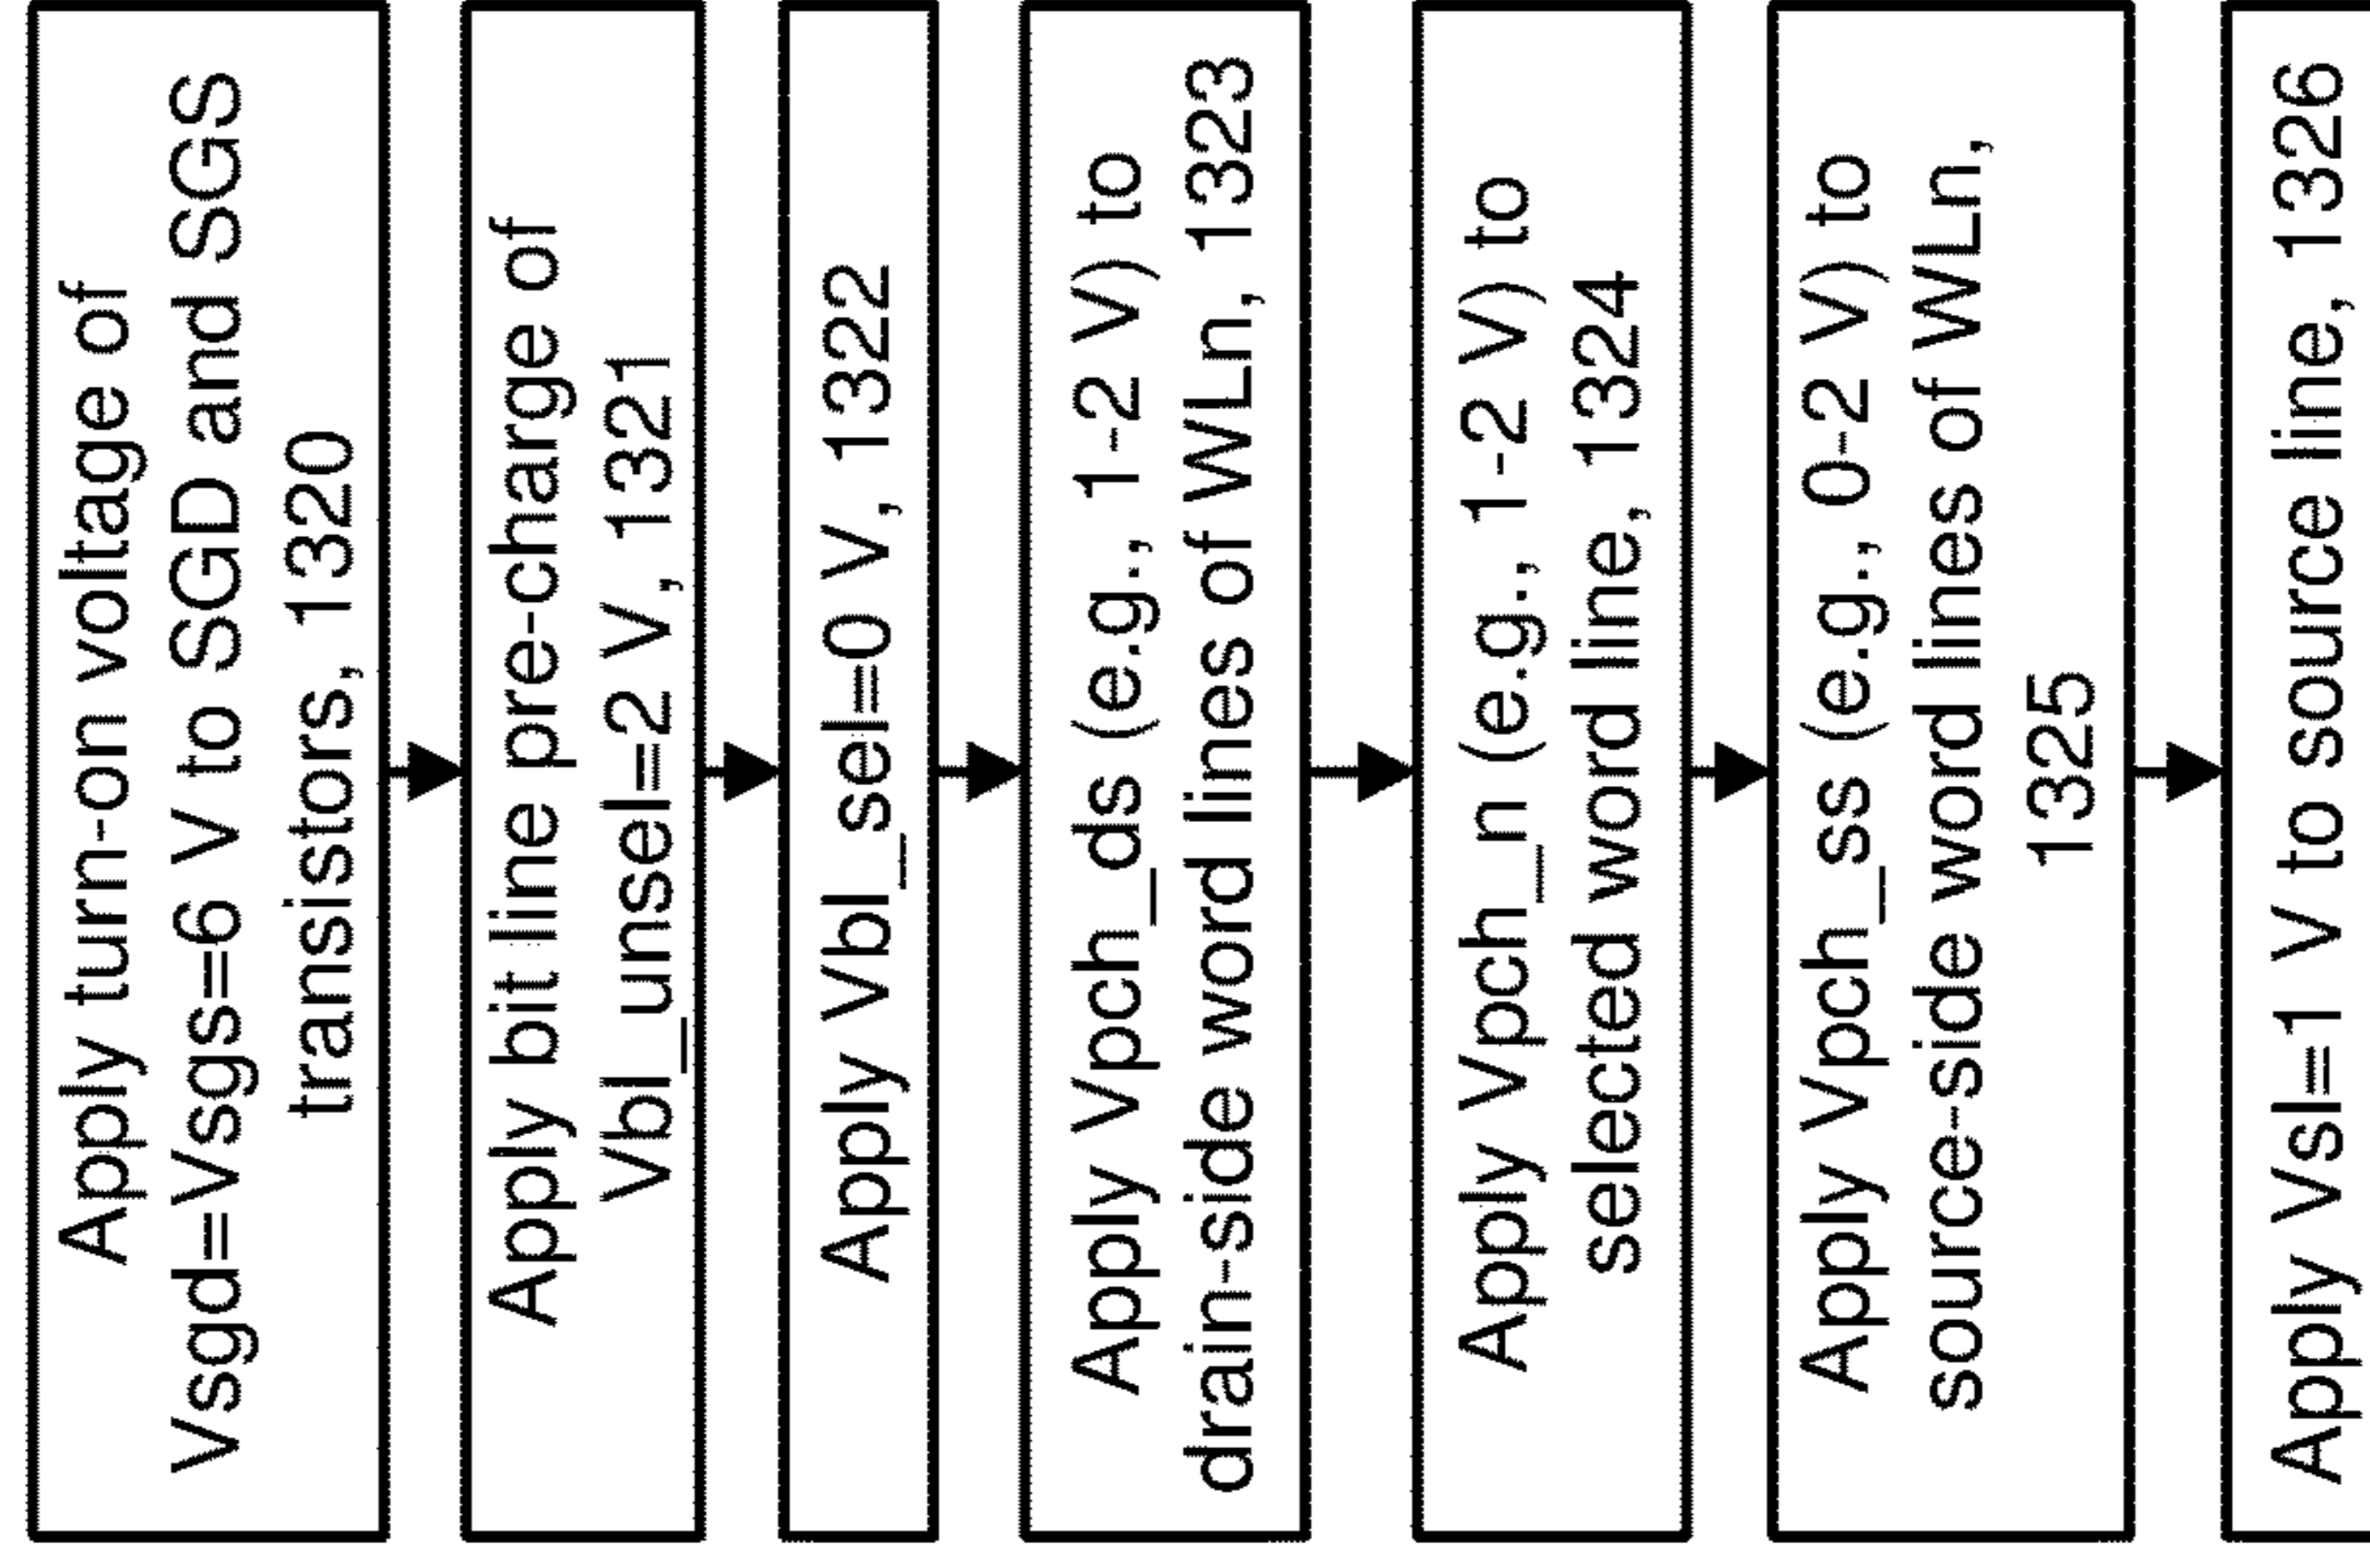 Apply turn-on voltage of
Vsgd=Vsgs=6 V to SGD and SGS
transistors, 1320
Apply bit line pre-charge of
Vbl_unsel=2 V, 1321
Apply Vbl_sel=0 V, 1322
Apply Vpch_ds (e.g., 1-2 V) to
drain-side word lines of WLn, 1323
Apply Vpch_n (e.g., 1-2 V) to
selected word line, 1324
Apply Vpch_ss (e.g., 0-2 V) to
source-side word lines of WLn,
1325
Apply Vsl=1 V to source line, 1326